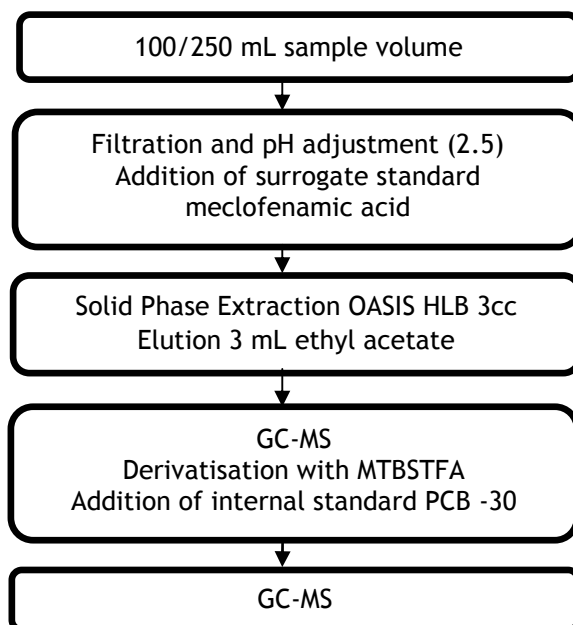 100/250 mL sample volume
Filtration and pH adjustment (2.5)
Addition of surrogate standard
meclofenamic acid
Solid Phase Extraction OASIS HLB 3cc
Elution 3 mL ethyl acetate
GC-MS
Derivatisation with MTBSTFA
Addition of internal standard PCB -30
GC-MS